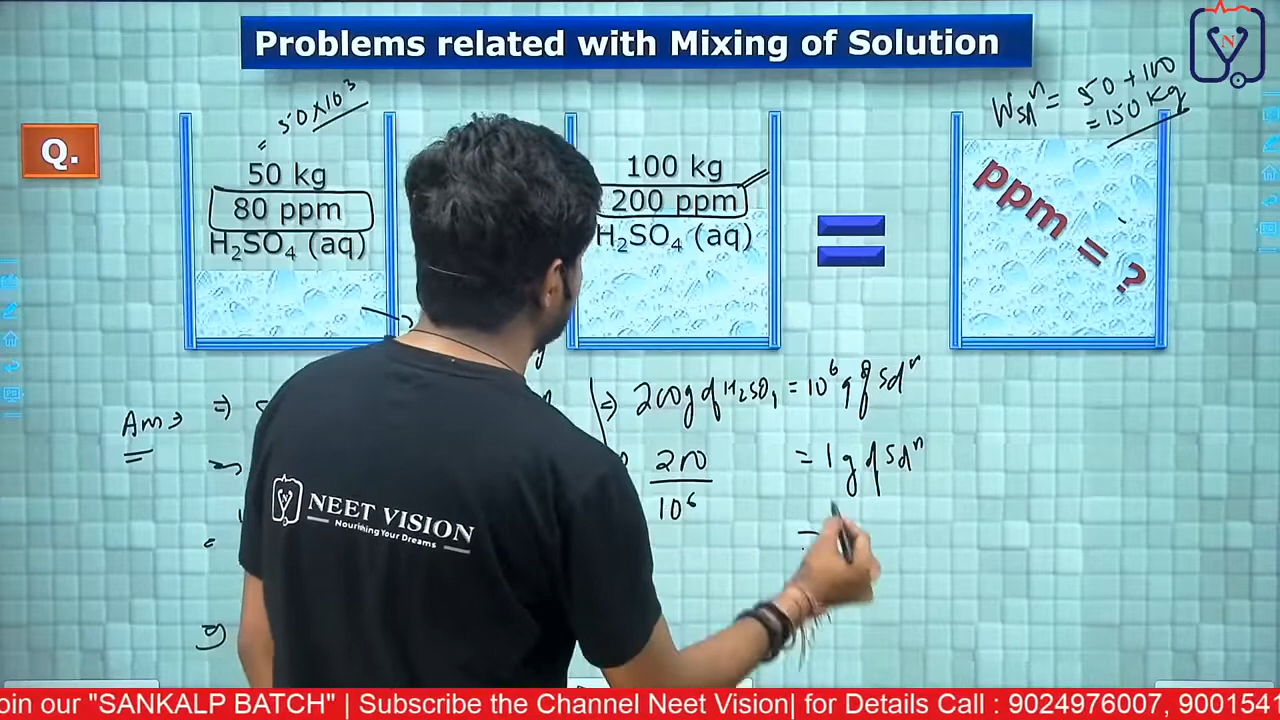 Problems related with Mixing of Solution
N
Q.
= 50×10³
50 kg
80 ppm
H₂SO₄ (aq)
100 kg
200 ppm
H₂SO₄ (aq)
Wsolⁿ = 50 + 100
= 150 Kg
ppm = ?
Ans
⇒ 200 g of H₂SO₄ = 10⁶ g of solⁿ
200/10⁶ = 1 g of solⁿ
NEET VISION
Nourishing Your Dreams
oin our "SANKALP BATCH" | Subscribe the Channel Neet Vision| for Details Call : 9024976007, 9001541